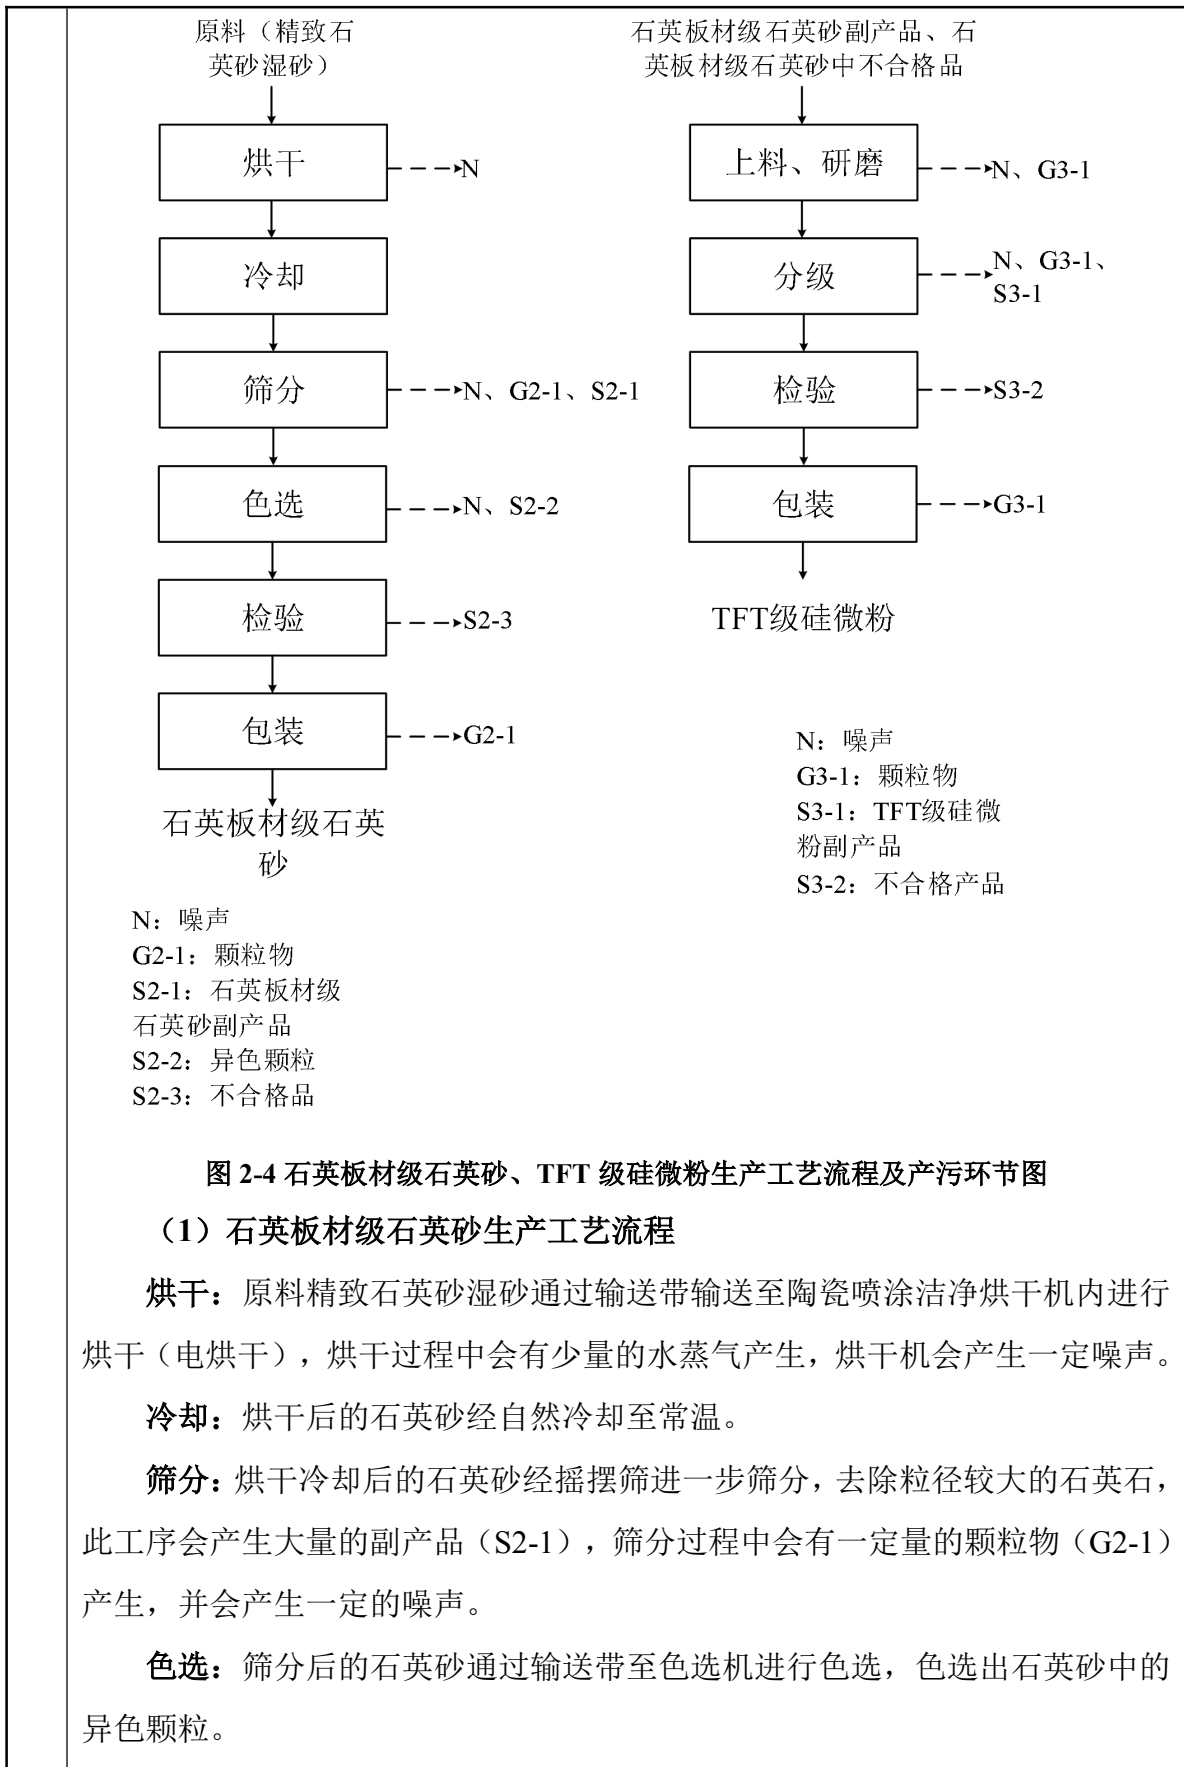 原料（精致石
英砂湿砂）
烘干
N
冷却
筛分
N、G2-1、S2-1
色选
N、S2-2
检验
S2-3
包装
G2-1
石英板材级石英
砂
N：噪声
G2-1：颗粒物
S2-1：石英板材级
石英砂副产品
S2-2：异色颗粒
S2-3：不合格品
石英板材级石英砂副产品、石
英板材级石英砂中不合格品
上料、研磨
N、G3-1
分级
N、G3-1、
S3-1
检验
S3-2
包装
G3-1
TFT级硅微粉
N：噪声
G3-1：颗粒物
S3-1：TFT级硅微
粉副产品
S3-2：不合格产品
图 2-4 石英板材级石英砂、TFT 级硅微粉生产工艺流程及产污环节图
（1）石英板材级石英砂生产工艺流程
烘干：原料精致石英砂湿砂通过输送带输送至陶瓷喷涂洁净烘干机内进行
烘干（电烘干），烘干过程中会有少量的水蒸气产生，烘干机会产生一定噪声。
冷却：烘干后的石英砂经自然冷却至常温。
筛分：烘干冷却后的石英砂经摇摆筛进一步筛分，去除粒径较大的石英石，
此工序会产生大量的副产品（S2-1），筛分过程中会有一定量的颗粒物（G2-1）
产生，并会产生一定的噪声。
色选：筛分后的石英砂通过输送带至色选机进行色选，色选出石英砂中的
异色颗粒。